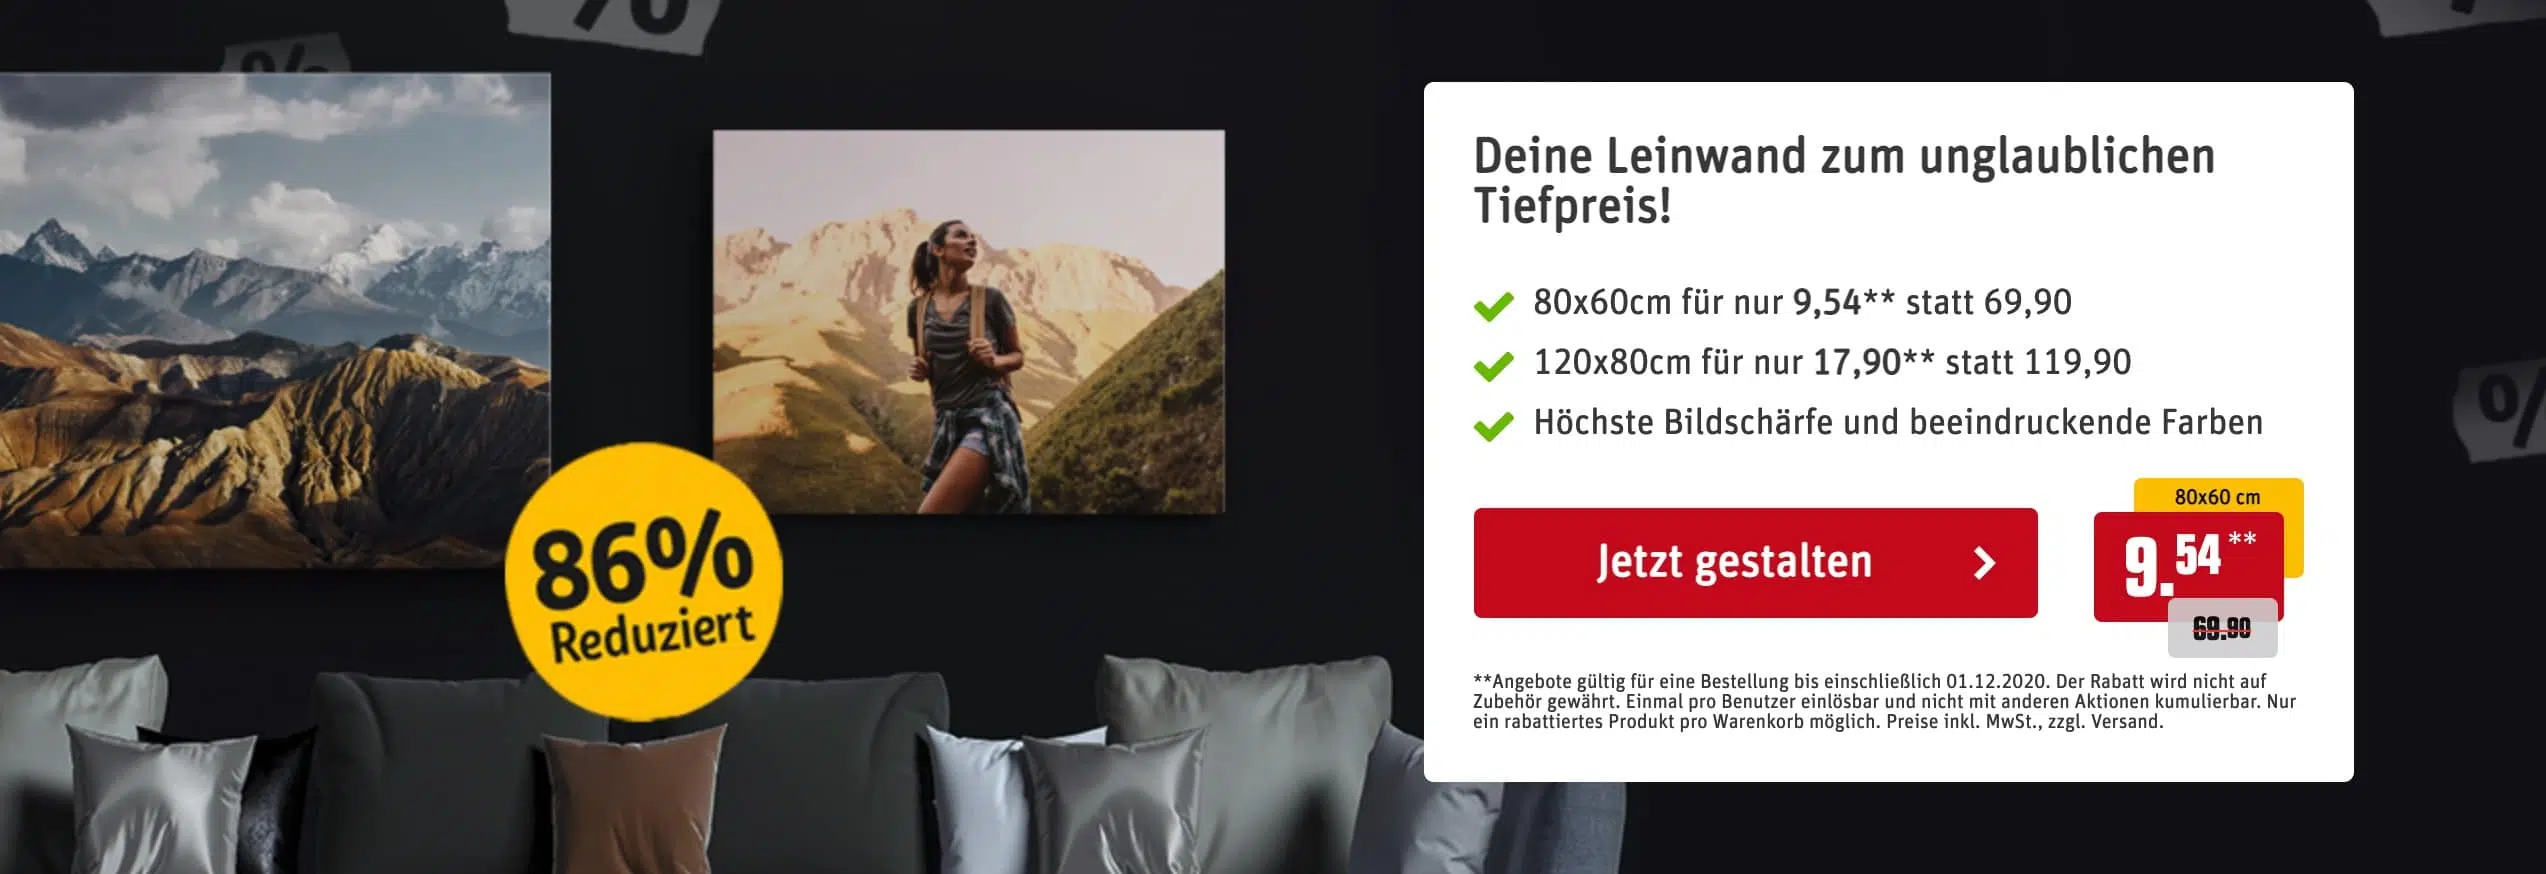 %
%
Deine Leinwand zum unglaublichen
Tiefpreis!
80x60cm für nur 9,54** statt 69,90
120x80cm für nur 17,90** statt 119,90
Höchste Bildschärfe und beeindruckende Farben
%
86%
Reduziert
Jetzt gestalten
80x60 cm
9.54**
69.90
**Angebote gültig für eine Bestellung bis einschließlich 01.12.2020. Der Rabatt wird nicht auf
Zubehör gewährt. Einmal pro Benutzer einlösbar und nicht mit anderen Aktionen kumulierbar. Nur
ein rabattiertes Produkt pro Warenkorb möglich. Preise inkl. MwSt., zzgl. Versand.